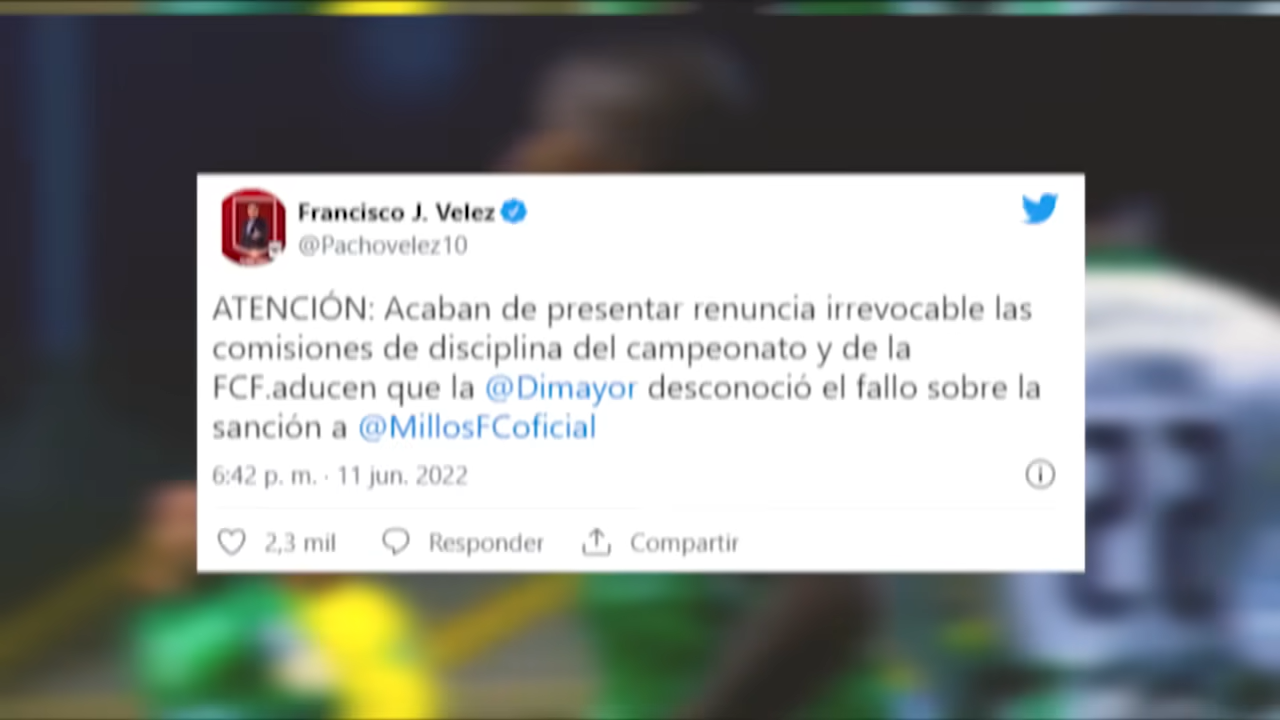 Francisco J. Velez
@Pachovelez10
ATENCIÓN: Acaban de presentar renuncia irrevocable las
comisiones de disciplina del campeonato y de la
FCF.aducen que la @Dimayor desconoció el fallo sobre la
sanción a @MillosFCoficial
6:42 p. m. · 11 jun. 2022
2,3 mil Responder Compartir